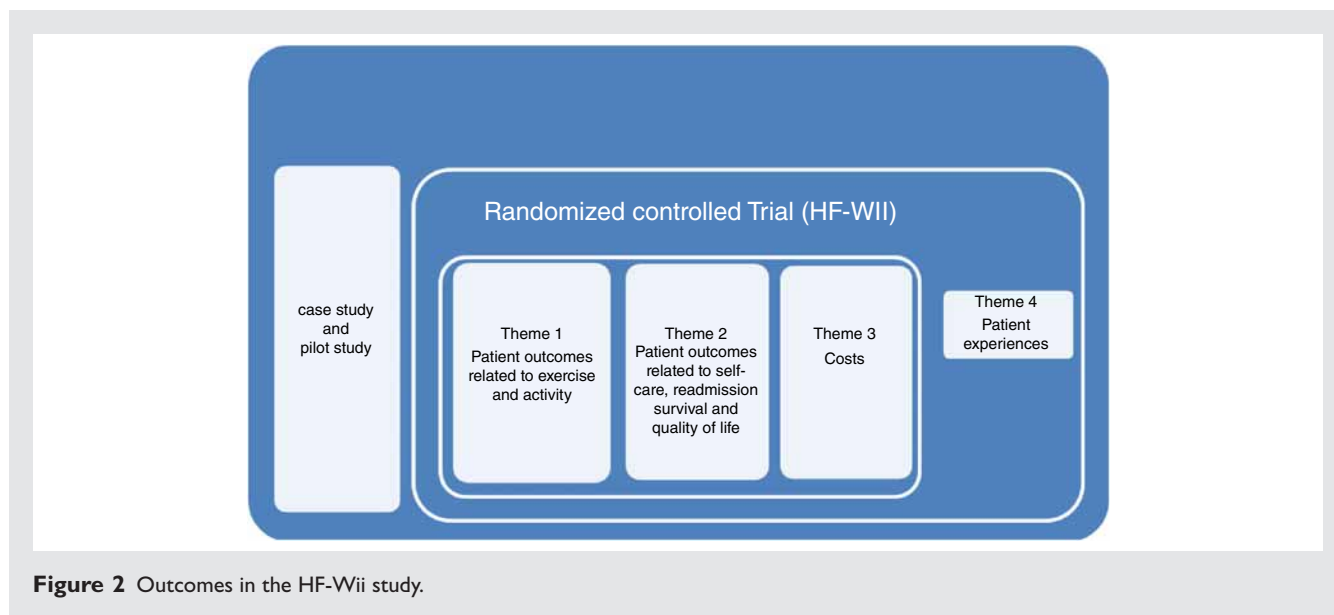 Randomized controlled Trial (HF-WII)
case study
and
pilot study
Theme 1
Patient outcomes
related to exercise
and activity
Theme 2
Patient outcomes
related to self-
care, readmission
survival and
quality of life
Theme 3
Costs
Theme 4
Patient
experiences
Figure 2 Outcomes in the HF-Wii study.